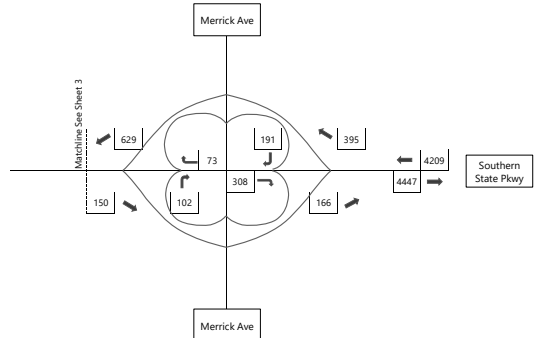 Merrick Ave
Matchline See Sheet 3
629
73
191
395
4209
Southern
State Pkwy
4447
308
150
102
166
Merrick Ave